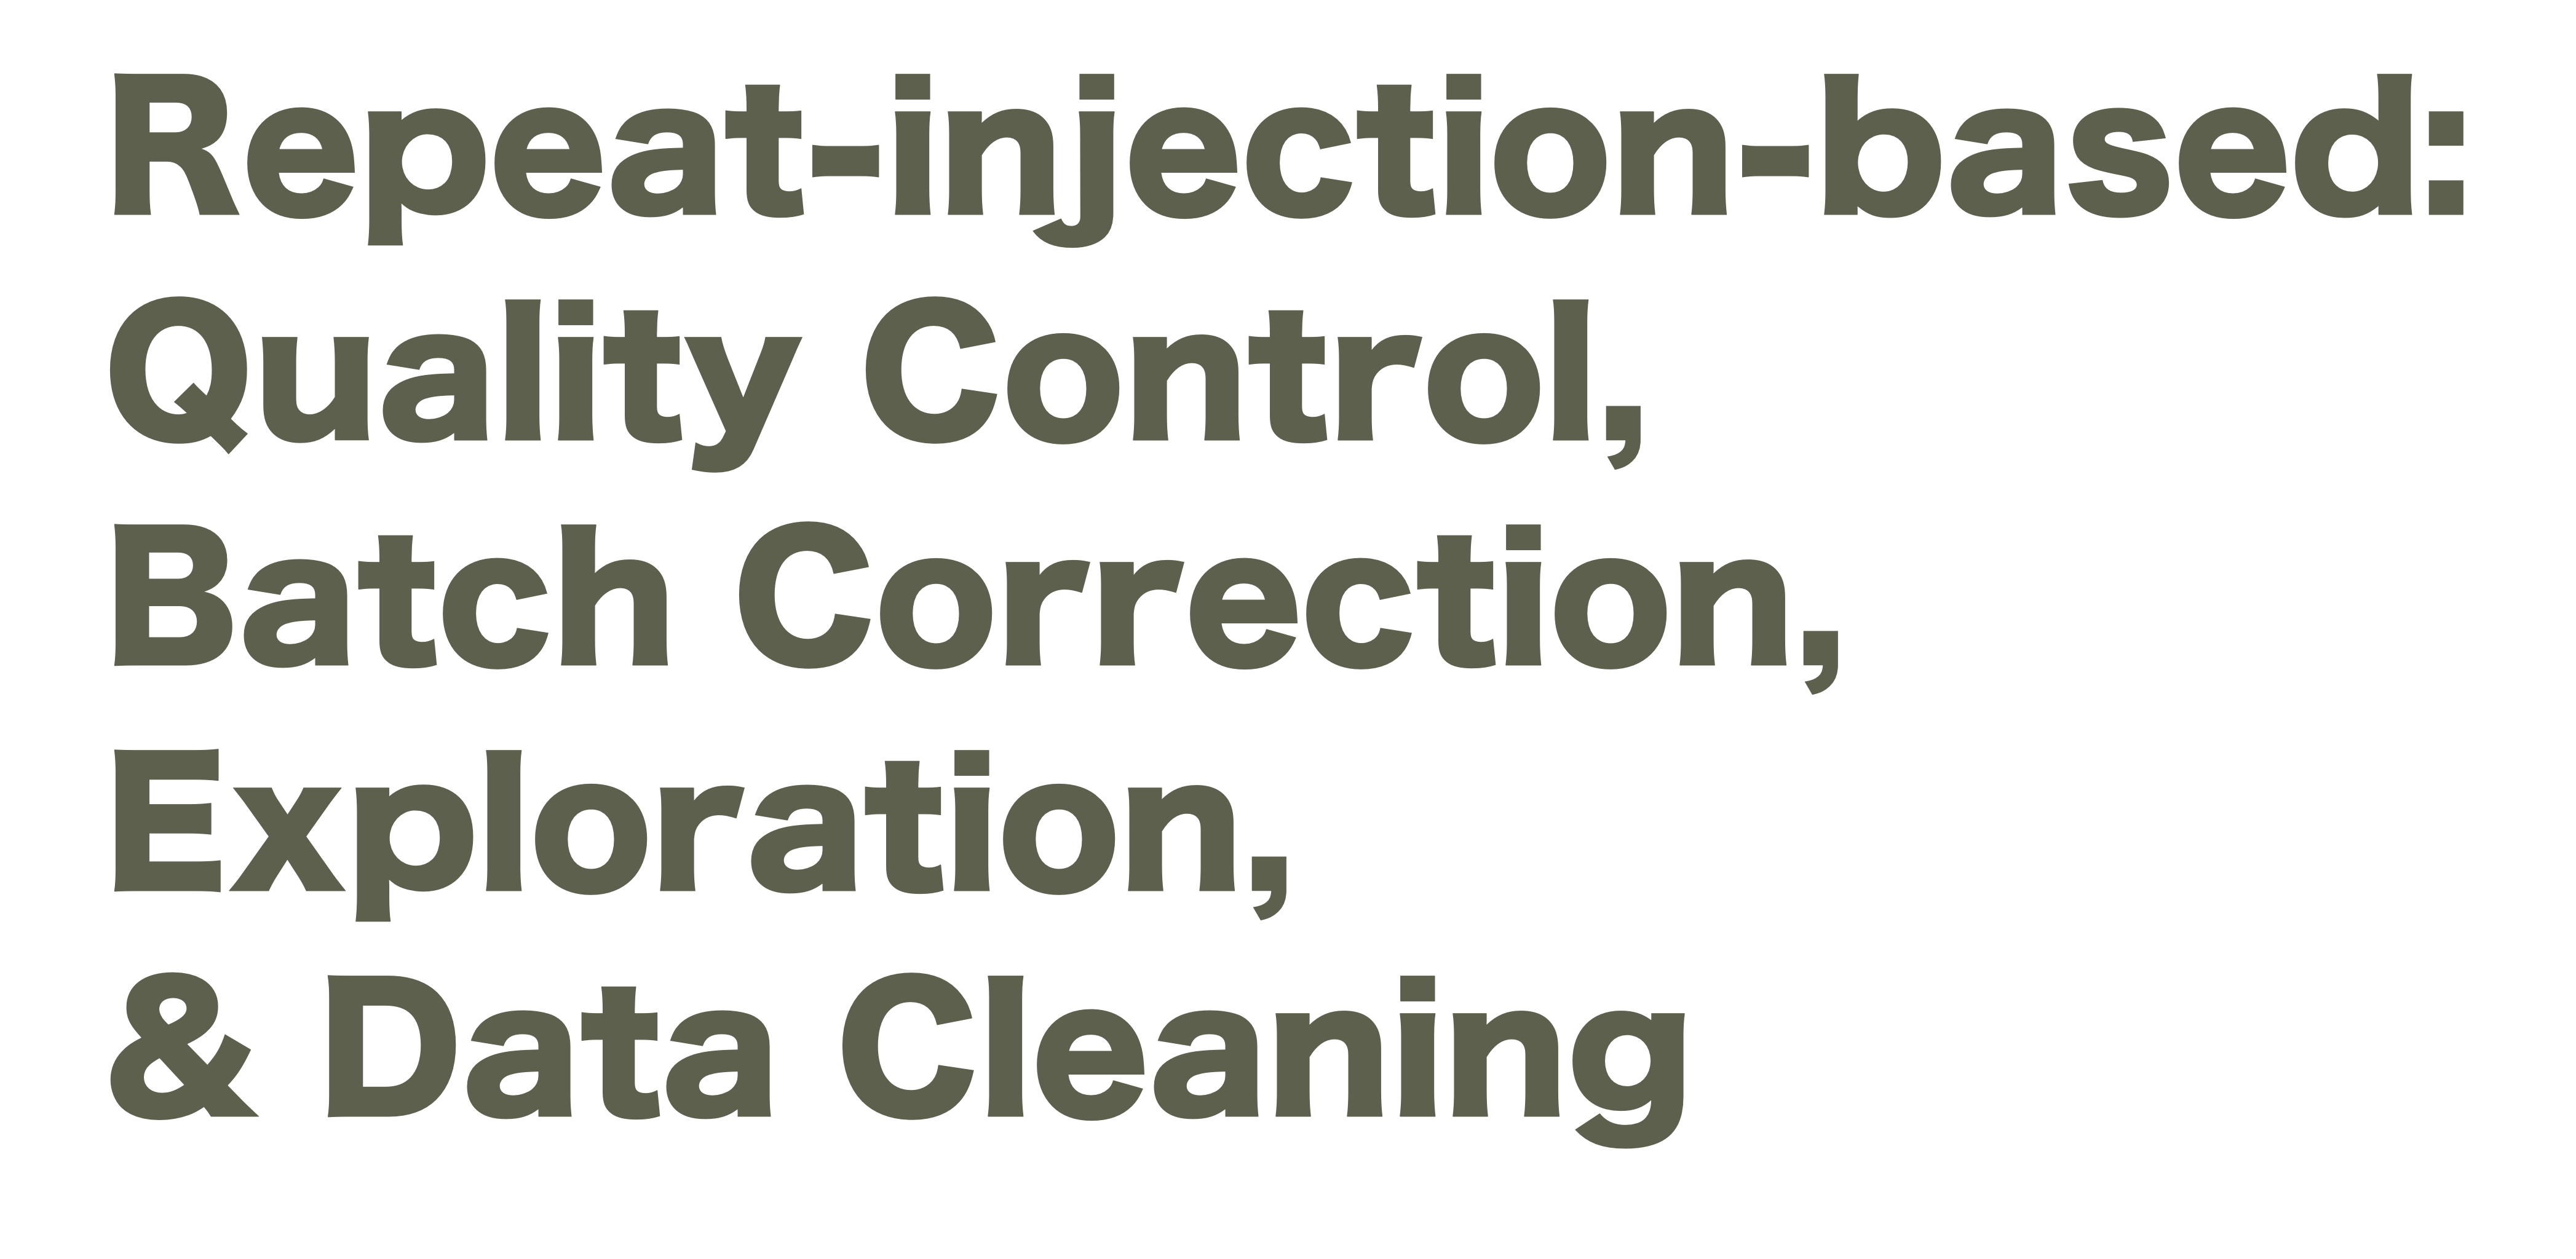 Repeat-injection-based:
Quality Control,
Batch Correction,
Exploration,
& Data Cleaning